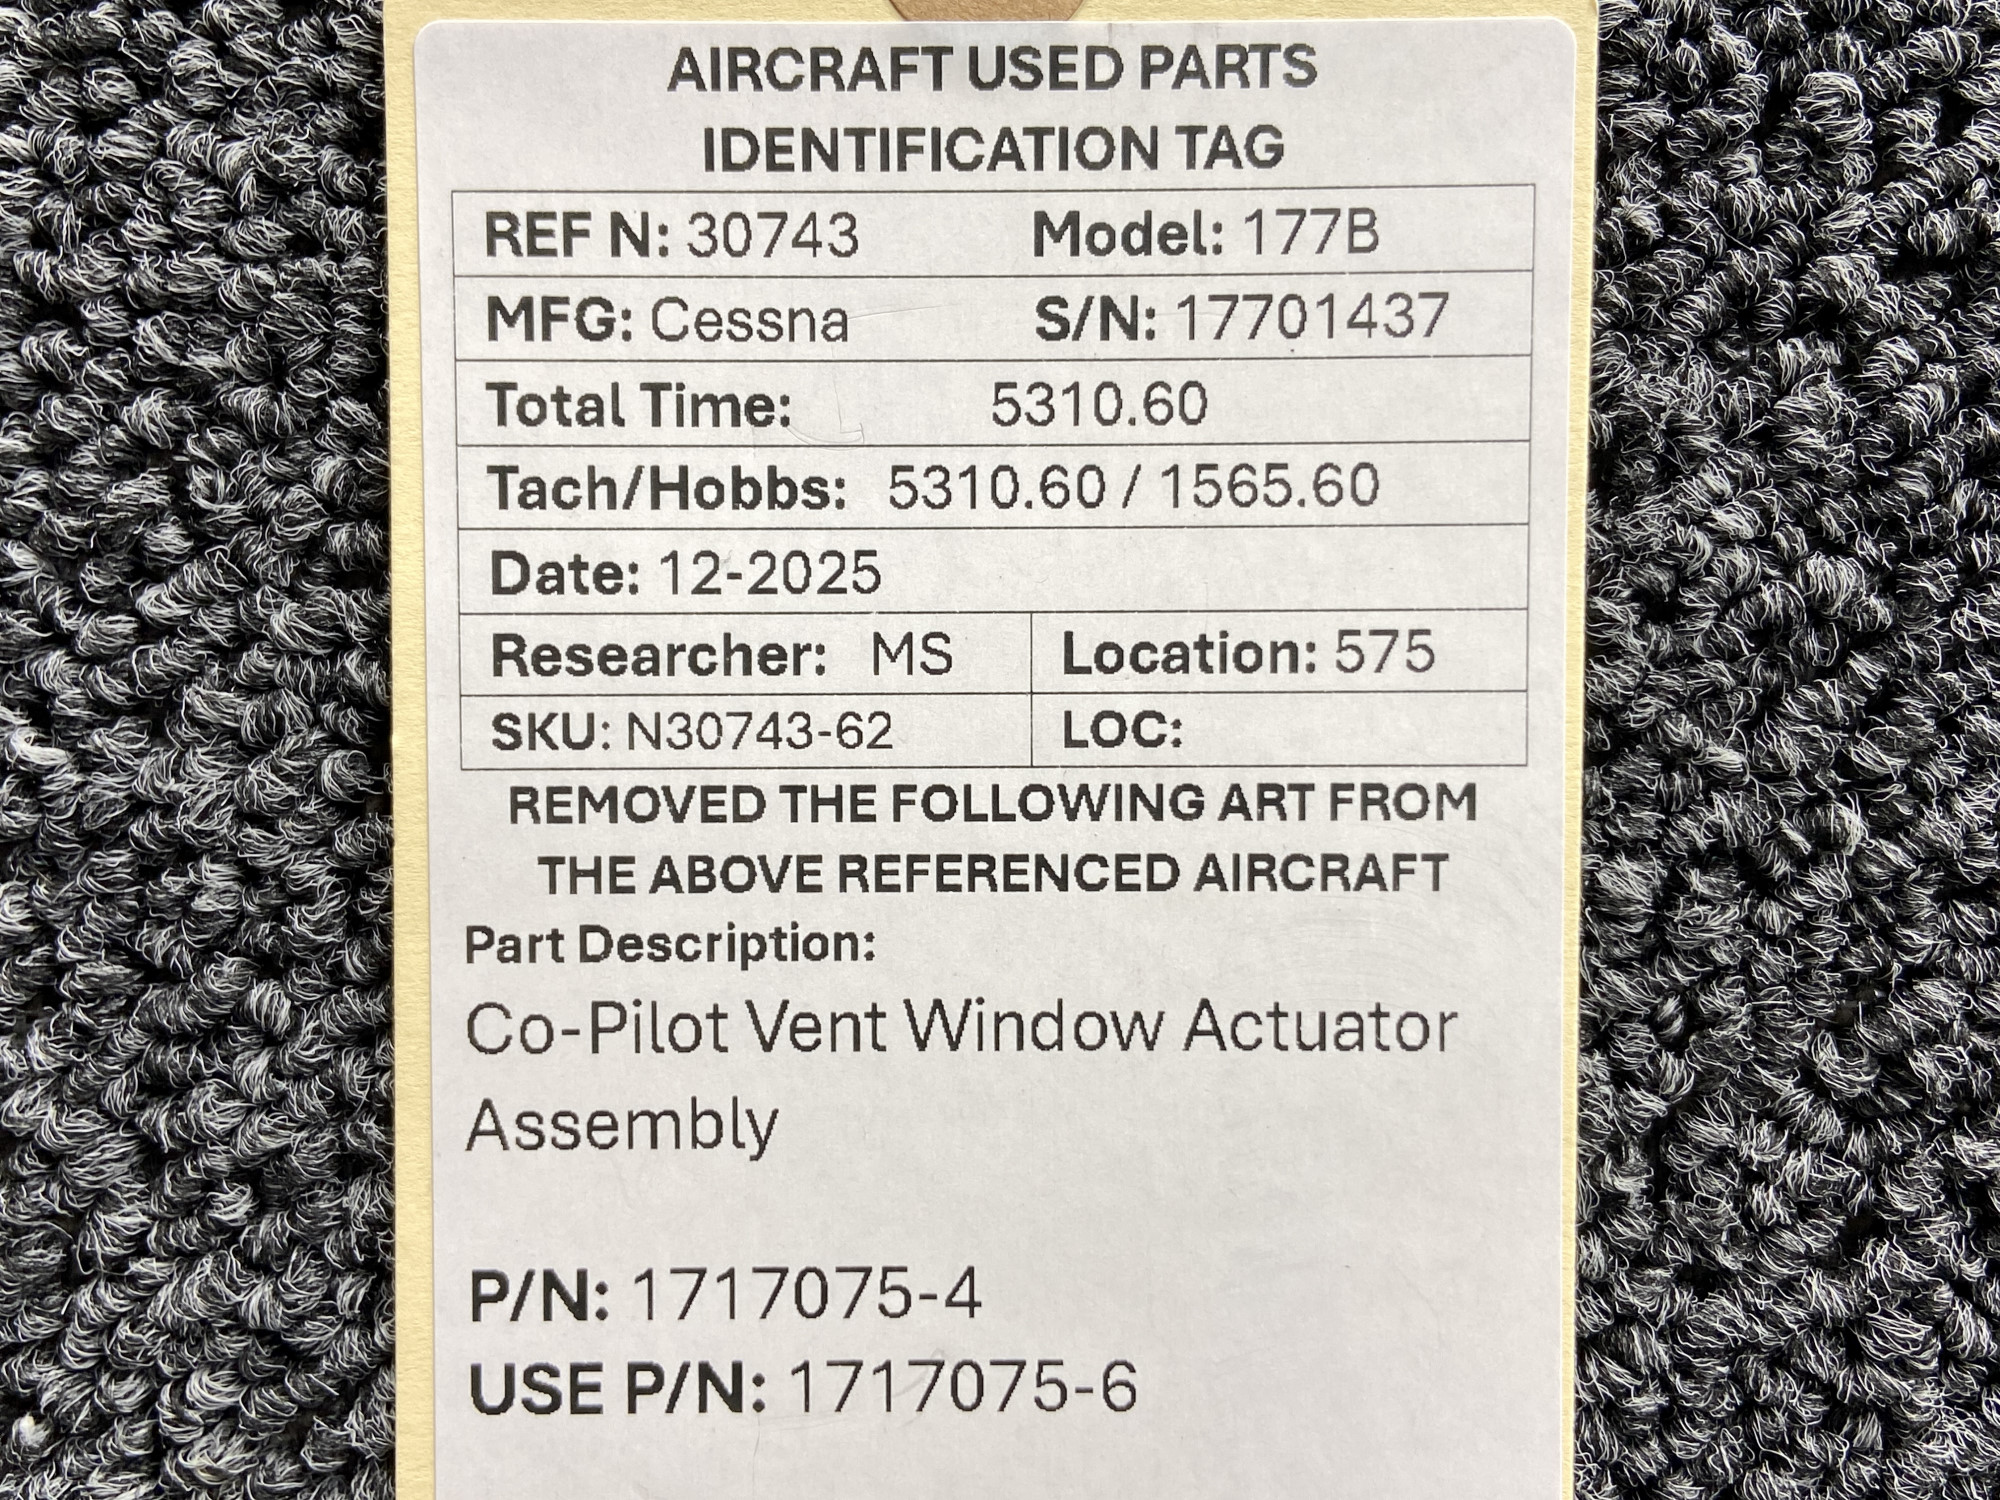 AIRCRAFT USED PARTS
IDENTIFICATION TAG
REF N: 30743 Model: 177B
MFG: Cessna S/N: 17701437
Total Time: 5310.60
Tach/Hobbs: 5310.60 / 1565.60
Date: 12-2025
Researcher: MS Location: 575
SKU: N30743-62 LOC:
REMOVED THE FOLLOWING ART FROM
THE ABOVE REFERENCED AIRCRAFT
Part Description:
Co-Pilot Vent Window Actuator
Assembly
P/N: 1717075-4
USE P/N: 1717075-6